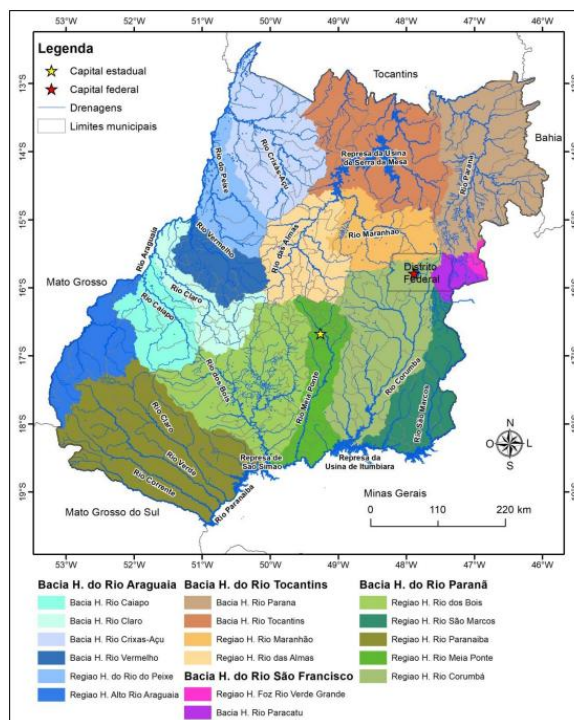 Legenda
Capital estadual
Capital federal
Drenagens
Limites municipais
Tocantins
Bahia
Mato Grosso
Distrito
Federal
Minas Gerais
Mato Grosso do Sul
Represa da Usina
de Serra da Mesa
Rio Parana
Rio Crixás-Açu
Rio do Peixe
Rio Araguaia
Rio Vermelho
Rio das Almas
Rio Maranhão
Rio Claro
Rio Caiapo
Rio dos Bois
Rio Meia Ponte
Rio Corumba
Rio São Marcos
Rio Claro
Rio Verde
Rio Corrente
Represa de
São Simão
Rio Paranaiba
Represa da
Usina de Itumbiara
N
O L
S
0 110 220 km
13°S
14°S
15°S
16°S
17°S
18°S
19°S
53°W 52°W 51°W 50°W 49°W 48°W 47°W 46°W
Bacia H. do Rio Araguaia
Bacia H. Rio Caiapo
Bacia H. Rio Claro
Bacia H. Rio Crixas-Açu
Bacia H. Rio Vermelho
Regiao H. do Rio do Peixe
Regiao H. Alto Rio Araguaia
Bacia H. do Rio Tocantins
Bacia H. Rio Parana
Bacia H. Rio Tocantins
Regiao H. Rio Maranhão
Regiao H. Rio das Almas
Bacia H. do Rio São Francisco
Regiao H. Foz Rio Verde Grande
Bacia H. Rio Paracatu
Bacia H. do Rio Paranã
Regiao H. Rio dos Bois
Regiao H. Rio São Marcos
Regiao H. Rio Paranaiba
Regiao H. Rio Meia Ponte
Regiao H. Rio Corumbá